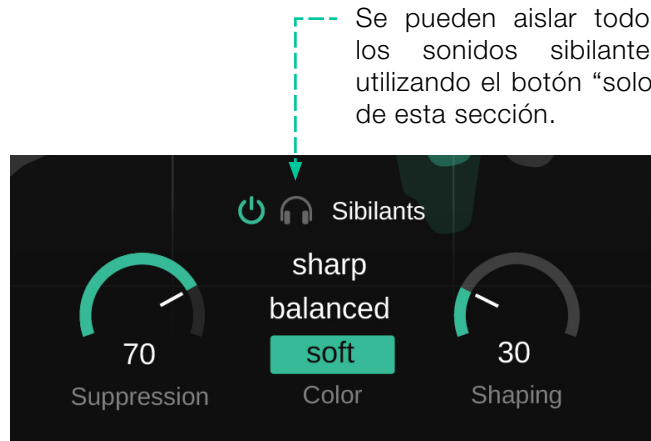 Se pueden aislar todo
los sonidos sibilante
utilizando el botón “solo
de esta sección.
Sibilants
sharp
balanced
soft
70
30
Suppression
Color
Shaping